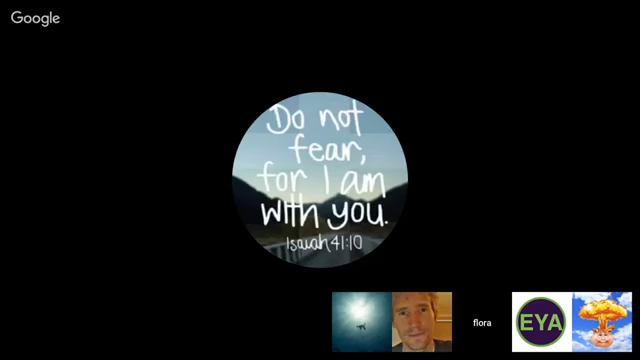 Google
Do not
fear,
for I am
with you.
Isaiah 41:10
flora
EYA